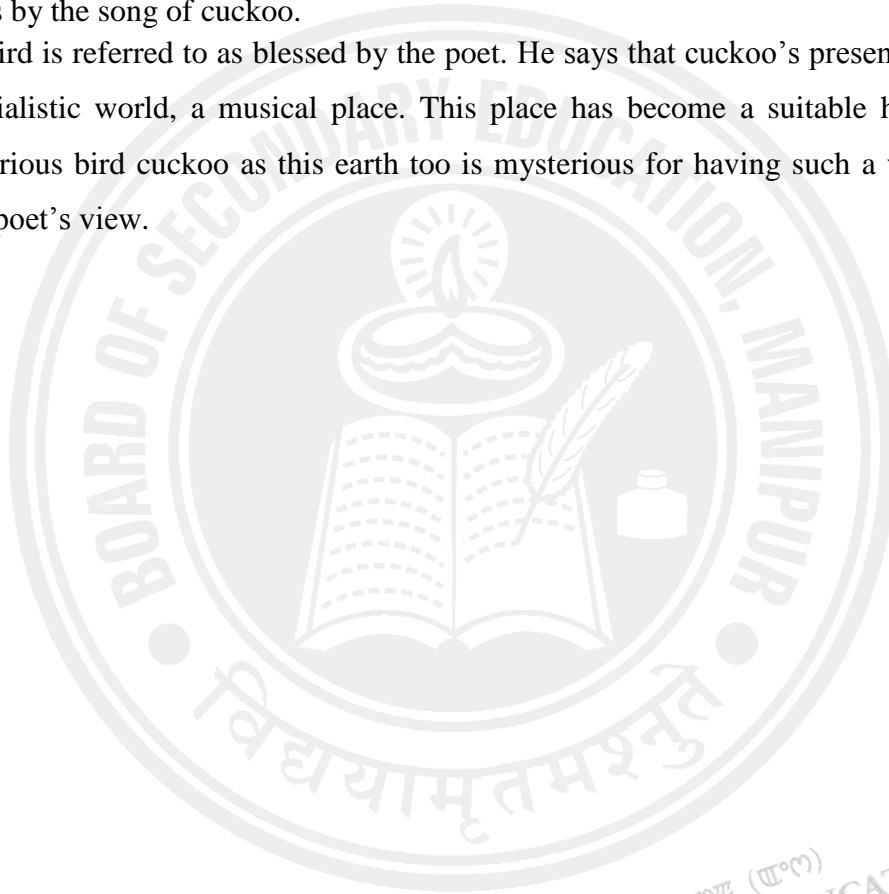 s by the song of cuckoo.
ird is referred to as blessed by the poet. He says that cuckoo’s presen
ialistic world, a musical place. This place has become a suitable h
rious bird cuckoo as this earth too is mysterious for having such a
poet’s view.
BOARD OF SECONDARY EDUCATION, MANIPUR
विद्ययामृतमश्नुते